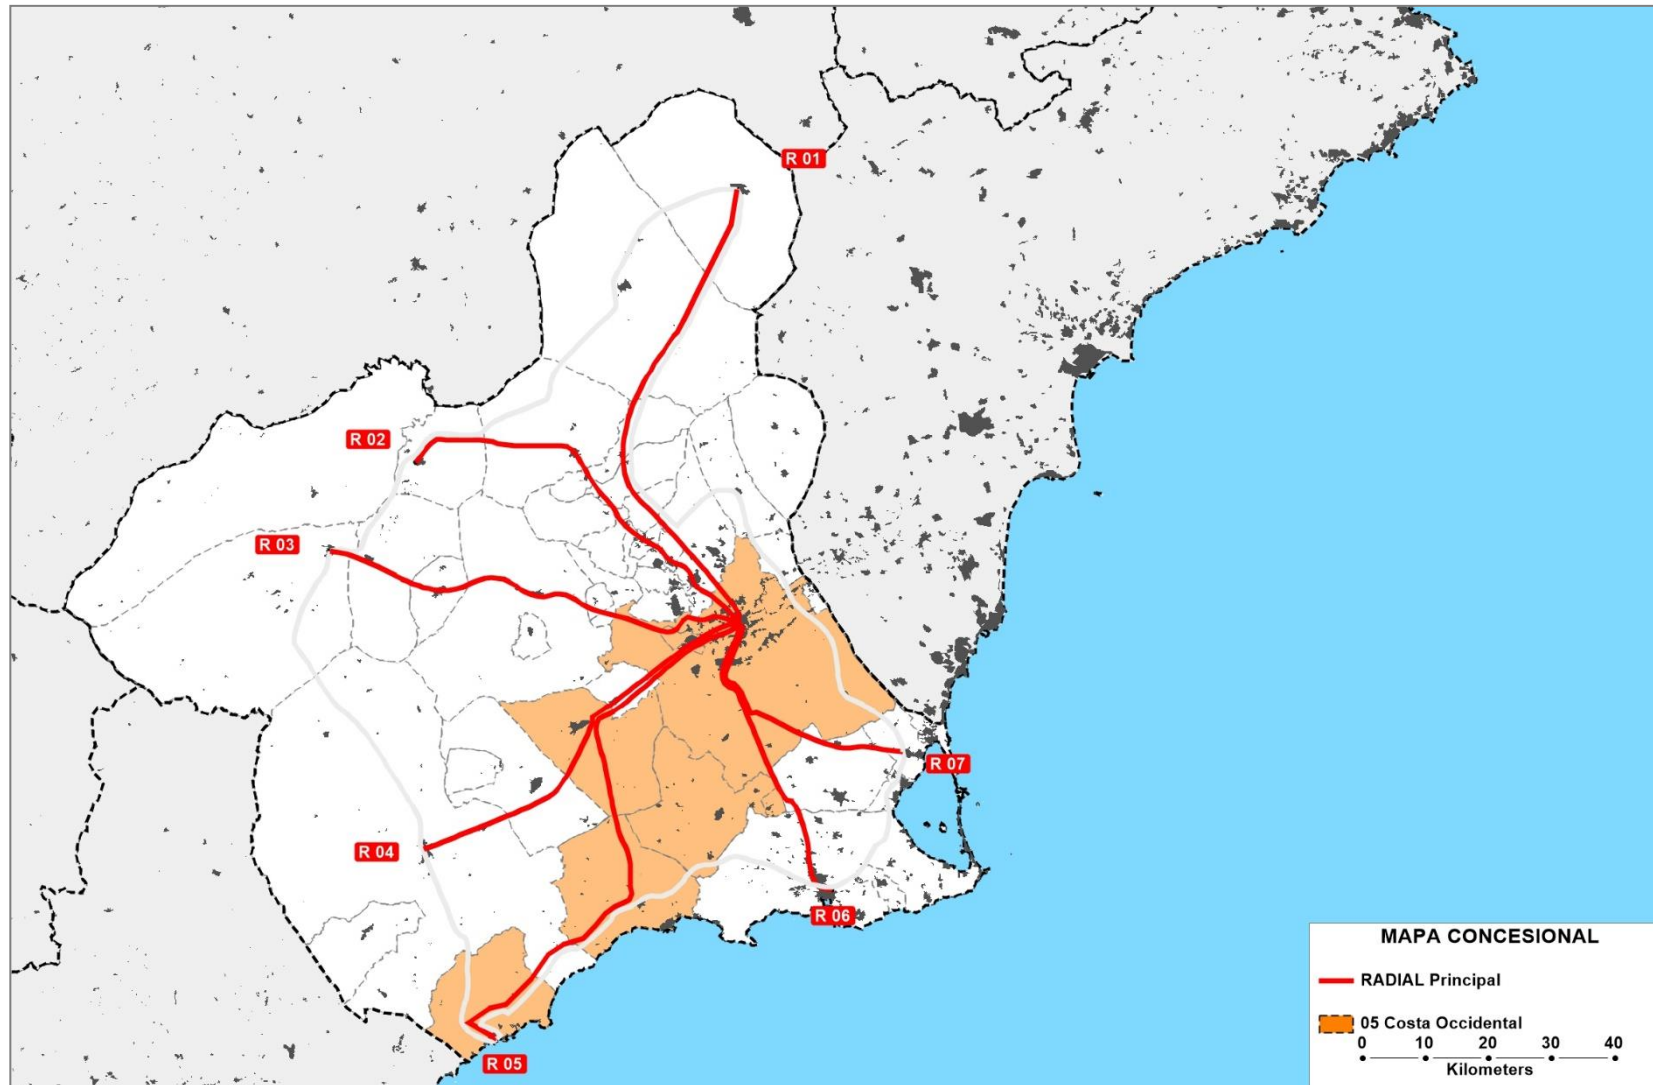 R 01
R 02
R 03
R 07
R 04
R 06
R 05
MAPA CONCESIONAL
RADIAL Principal
05 Costa Occidental
0 10 20 30 40
Kilometers